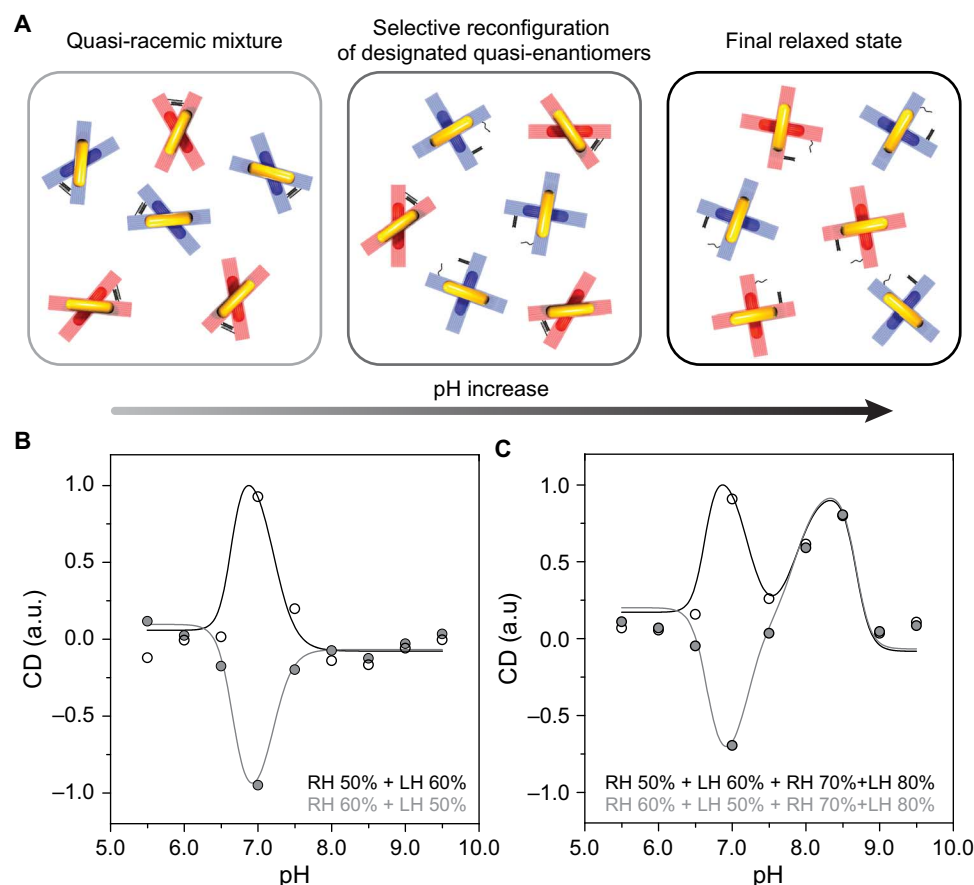 A
Quasi-racemic mixture
Selective reconfiguration
of designated quasi-enantiomers
Final relaxed state
pH increase
B
1.0
0.5
0.0
−0.5
−1.0
CD (a.u.)
RH 50% + LH 60%
RH 60% + LH 50%
5.0 6.0 7.0 8.0 9.0 10.0
pH
C
1.0
0.5
0.0
−0.5
−1.0
CD (a.u)
RH 50% + LH 60% + RH 70%+LH 80%
RH 60% + LH 50% + RH 70%+LH 80%
5.0 6.0 7.0 8.0 9.0 10.0
pH